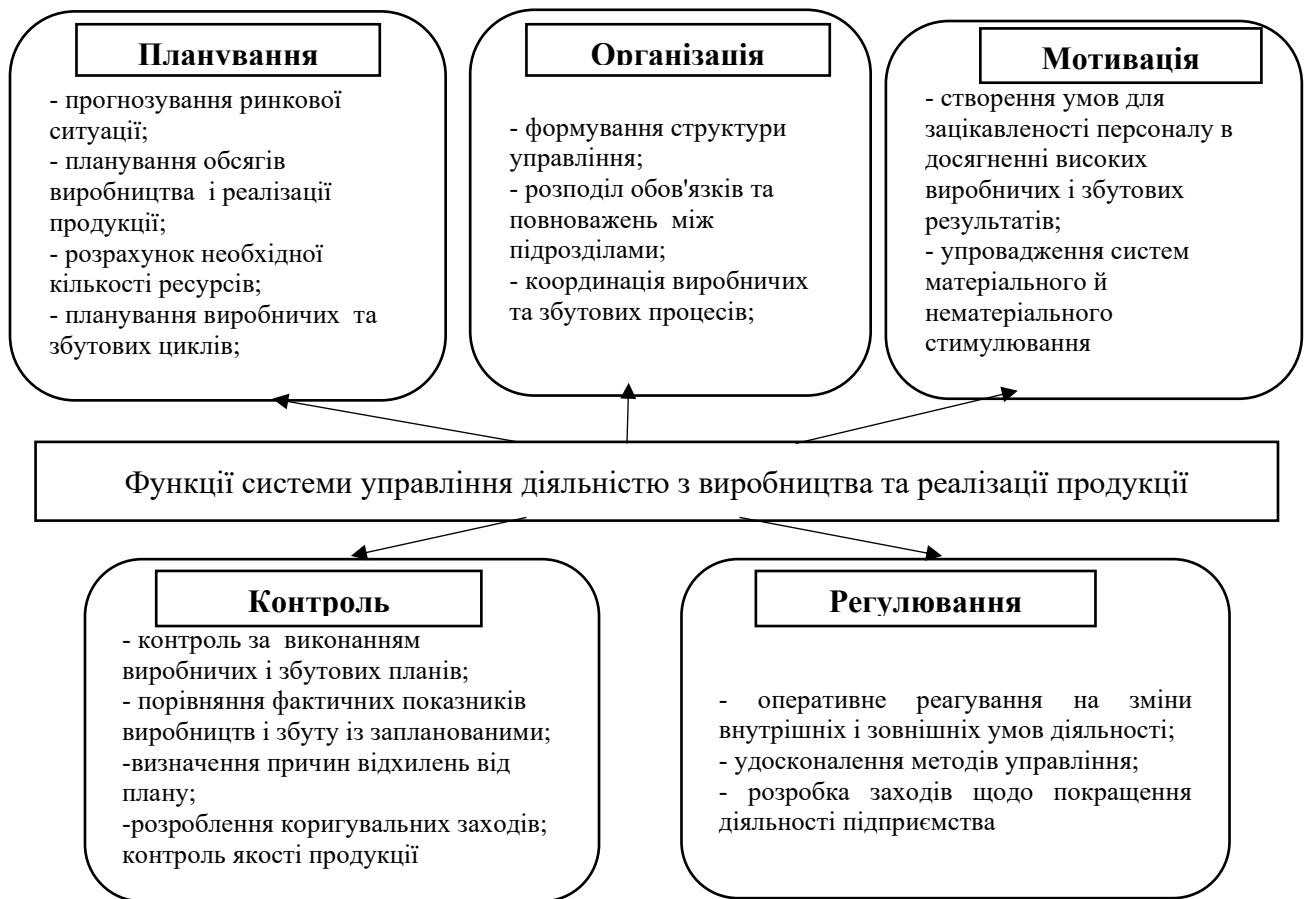 Планування
- прогнозування ринкової
ситуації;
- планування обсягів
виробництва і реалізації
продукції;
- розрахунок необхідної
кількості ресурсів;
- планування виробничих та
збутових циклів;
Організація
- формування структури
управління;
- розподіл обов'язків та
повноважень між
підрозділами;
- координація виробничих
та збутових процесів;
Мотивація
- створення умов для
зацікавленості персоналу в
досягненні високих
виробничих і збутових
результатів;
- упровадження систем
матеріального й
нематеріального
стимулювання
Функції системи управління діяльністю з виробництва та реалізації продукції
Контроль
- контроль за виконанням
виробничих і збутових планів;
- порівняння фактичних показників
виробництв і збуту із запланованими;
-визначення причин відхилень від
плану;
-розроблення коригувальних заходів;
контроль якості продукції
Регулювання
- оперативне реагування на зміни
внутрішніх і зовнішніх умов діяльності;
- удосконалення методів управління;
- розробка заходів щодо покращення
діяльності підприємства